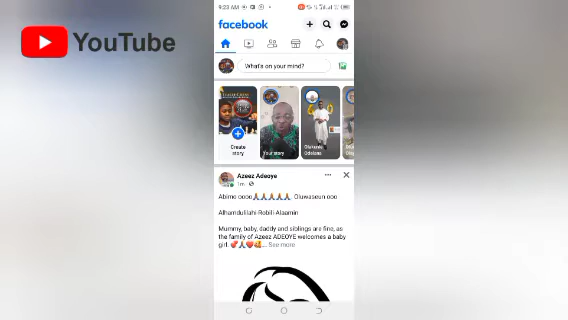 YouTube
9:23 AM
facebook
What's on your mind?
Create
story
Your story
Olukunle
Odetana
Azeez Adeoye
1m
Abimo oooo🙏🙏🙏🙏🙏. Oluwaseun ooo
Alhamdulilahi Robili Alaamin
Mummy, baby, daddy and siblings are fine, as
the family of Azeez ADEOYE welcomes a baby
girl. 💕🙏❤️🥰... See more